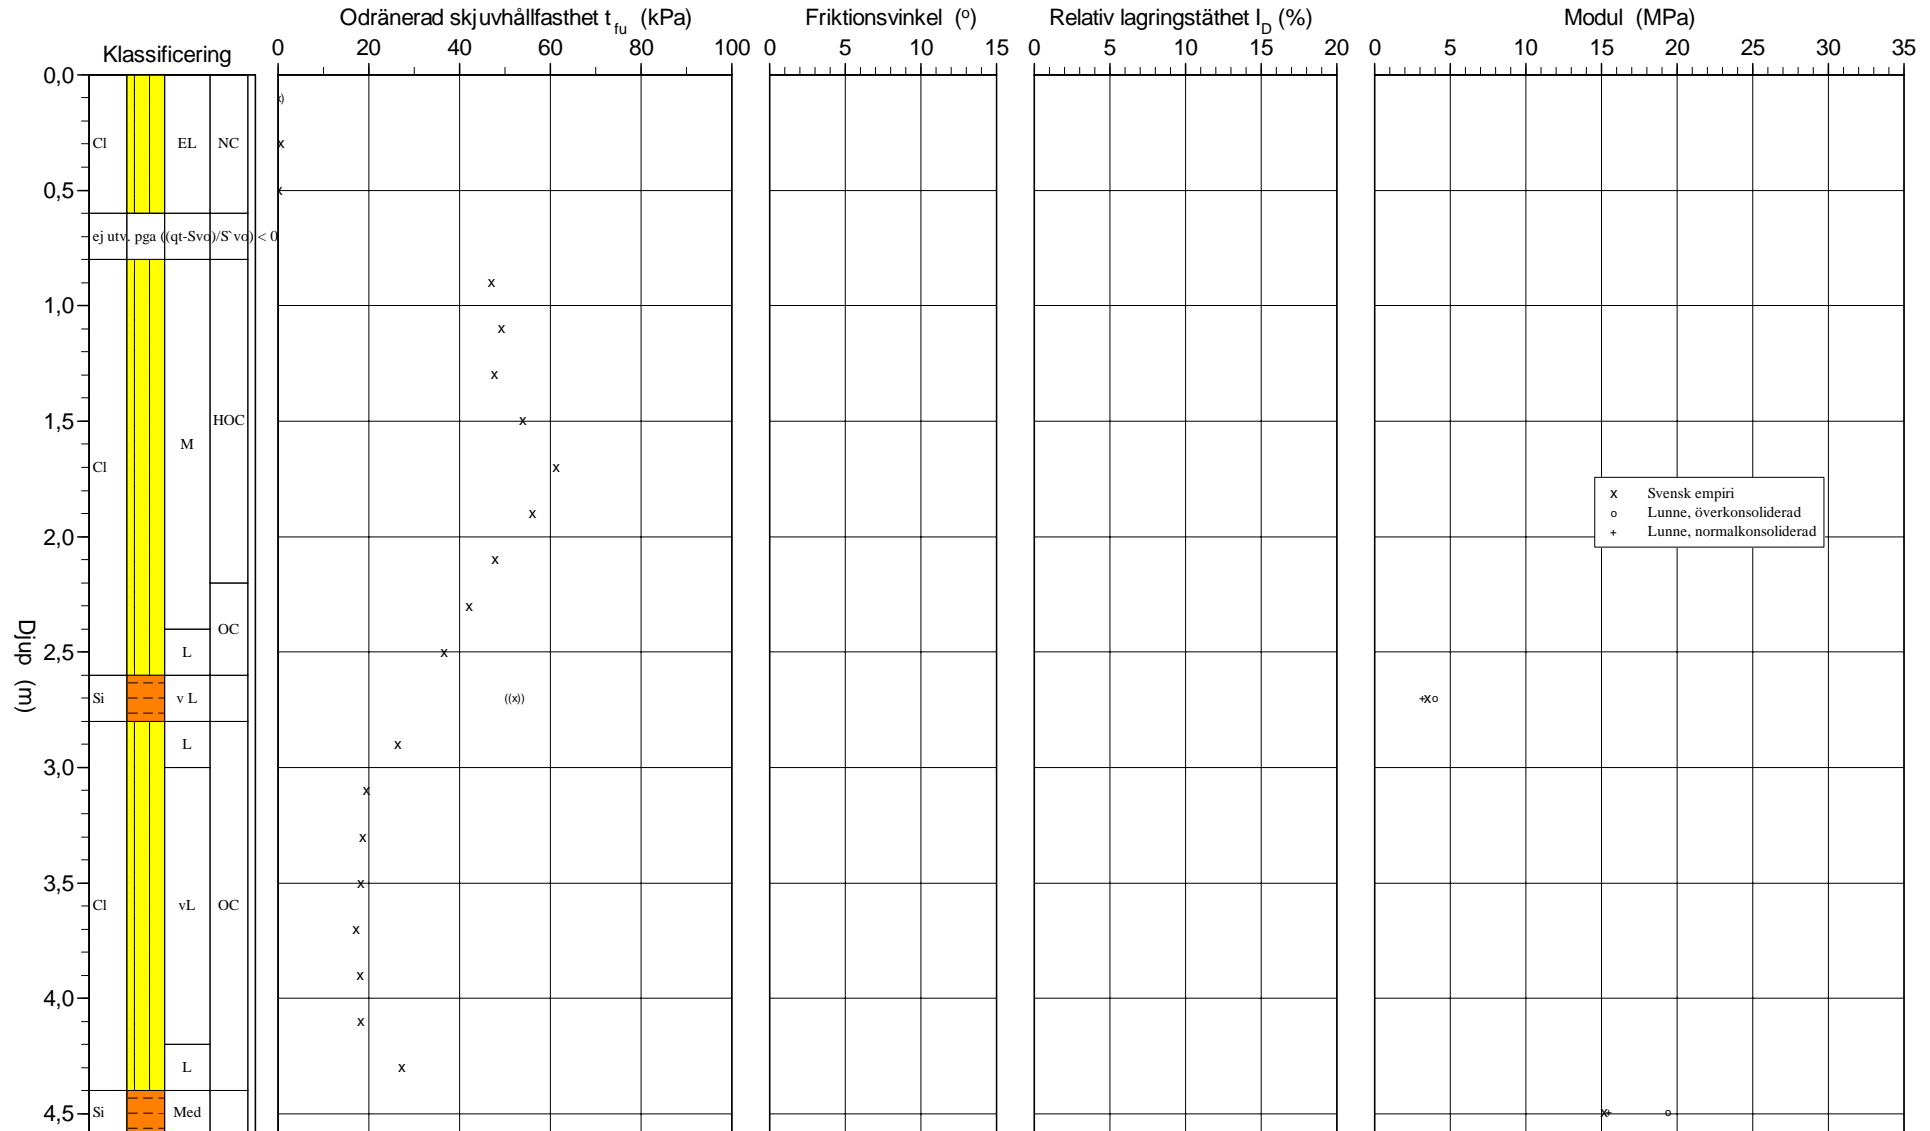 Odränerad skjuvhållfasthet t fu (kPa) Friktionsvinkel (o) Relativ lagringstäthet I D (%) Modul (MPa)
Klassificering 0 20 40 60 80 100 0 5 10 15 0 5 10 15 20 0 5 10 15 20 25 30 35
0,0
Cl EL NC
0,5
ej utv. pga ((qt-Svo)/S`vo) < 0
1,0
HOC
1,5
M
Cl
x Svensk empiri
o Lunne, överkonsoliderad
+ Lunne, normalkonsoliderad
2,0
OC
2,5 L
Djup (m)
Si v L ((x))
L
3,0
3,5
Cl vL OC
4,0
L
4,5 Si Med